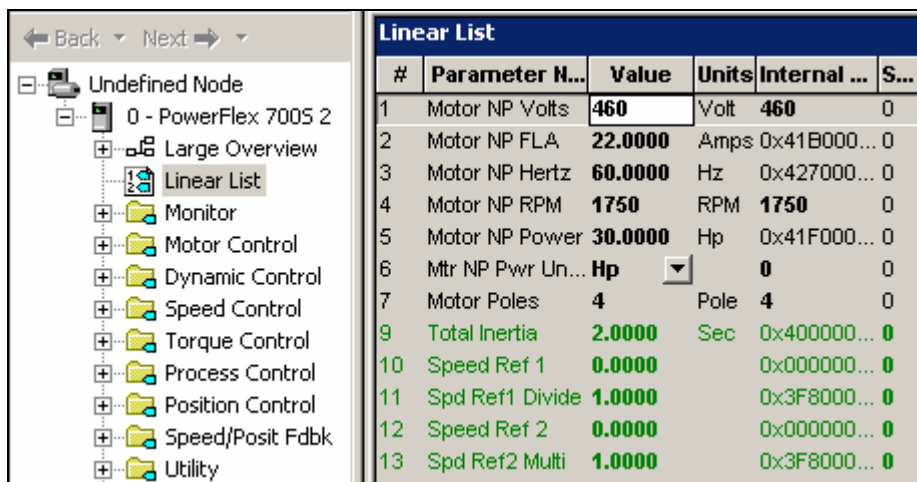 Back Next
Undefined Node
0 - PowerFlex 700S 2
Large Overview
Linear List
Monitor
Motor Control
Dynamic Control
Speed Control
Torque Control
Process Control
Position Control
Speed/Posit Fdbk
Utility
Linear List
# Parameter N... Value Units Internal ... S...
1 Motor NP Volts 460 Volt 460 0
2 Motor NP FLA 22.0000 Amps 0x41B000... 0
3 Motor NP Hertz 60.0000 Hz 0x427000... 0
4 Motor NP RPM 1750 RPM 1750 0
5 Motor NP Power 30.0000 Hp 0x41F000... 0
6 Mtr NP Pwr Un... Hp 0 0
7 Motor Poles 4 Pole 4 0
9 Total Inertia 2.0000 Sec 0x400000... 0
10 Speed Ref 1 0.0000 0x000000... 0
11 Spd Ref1 Divide 1.0000 0x3F8000... 0
12 Speed Ref 2 0.0000 0x000000... 0
13 Spd Ref2 Multi 1.0000 0x3F8000... 0